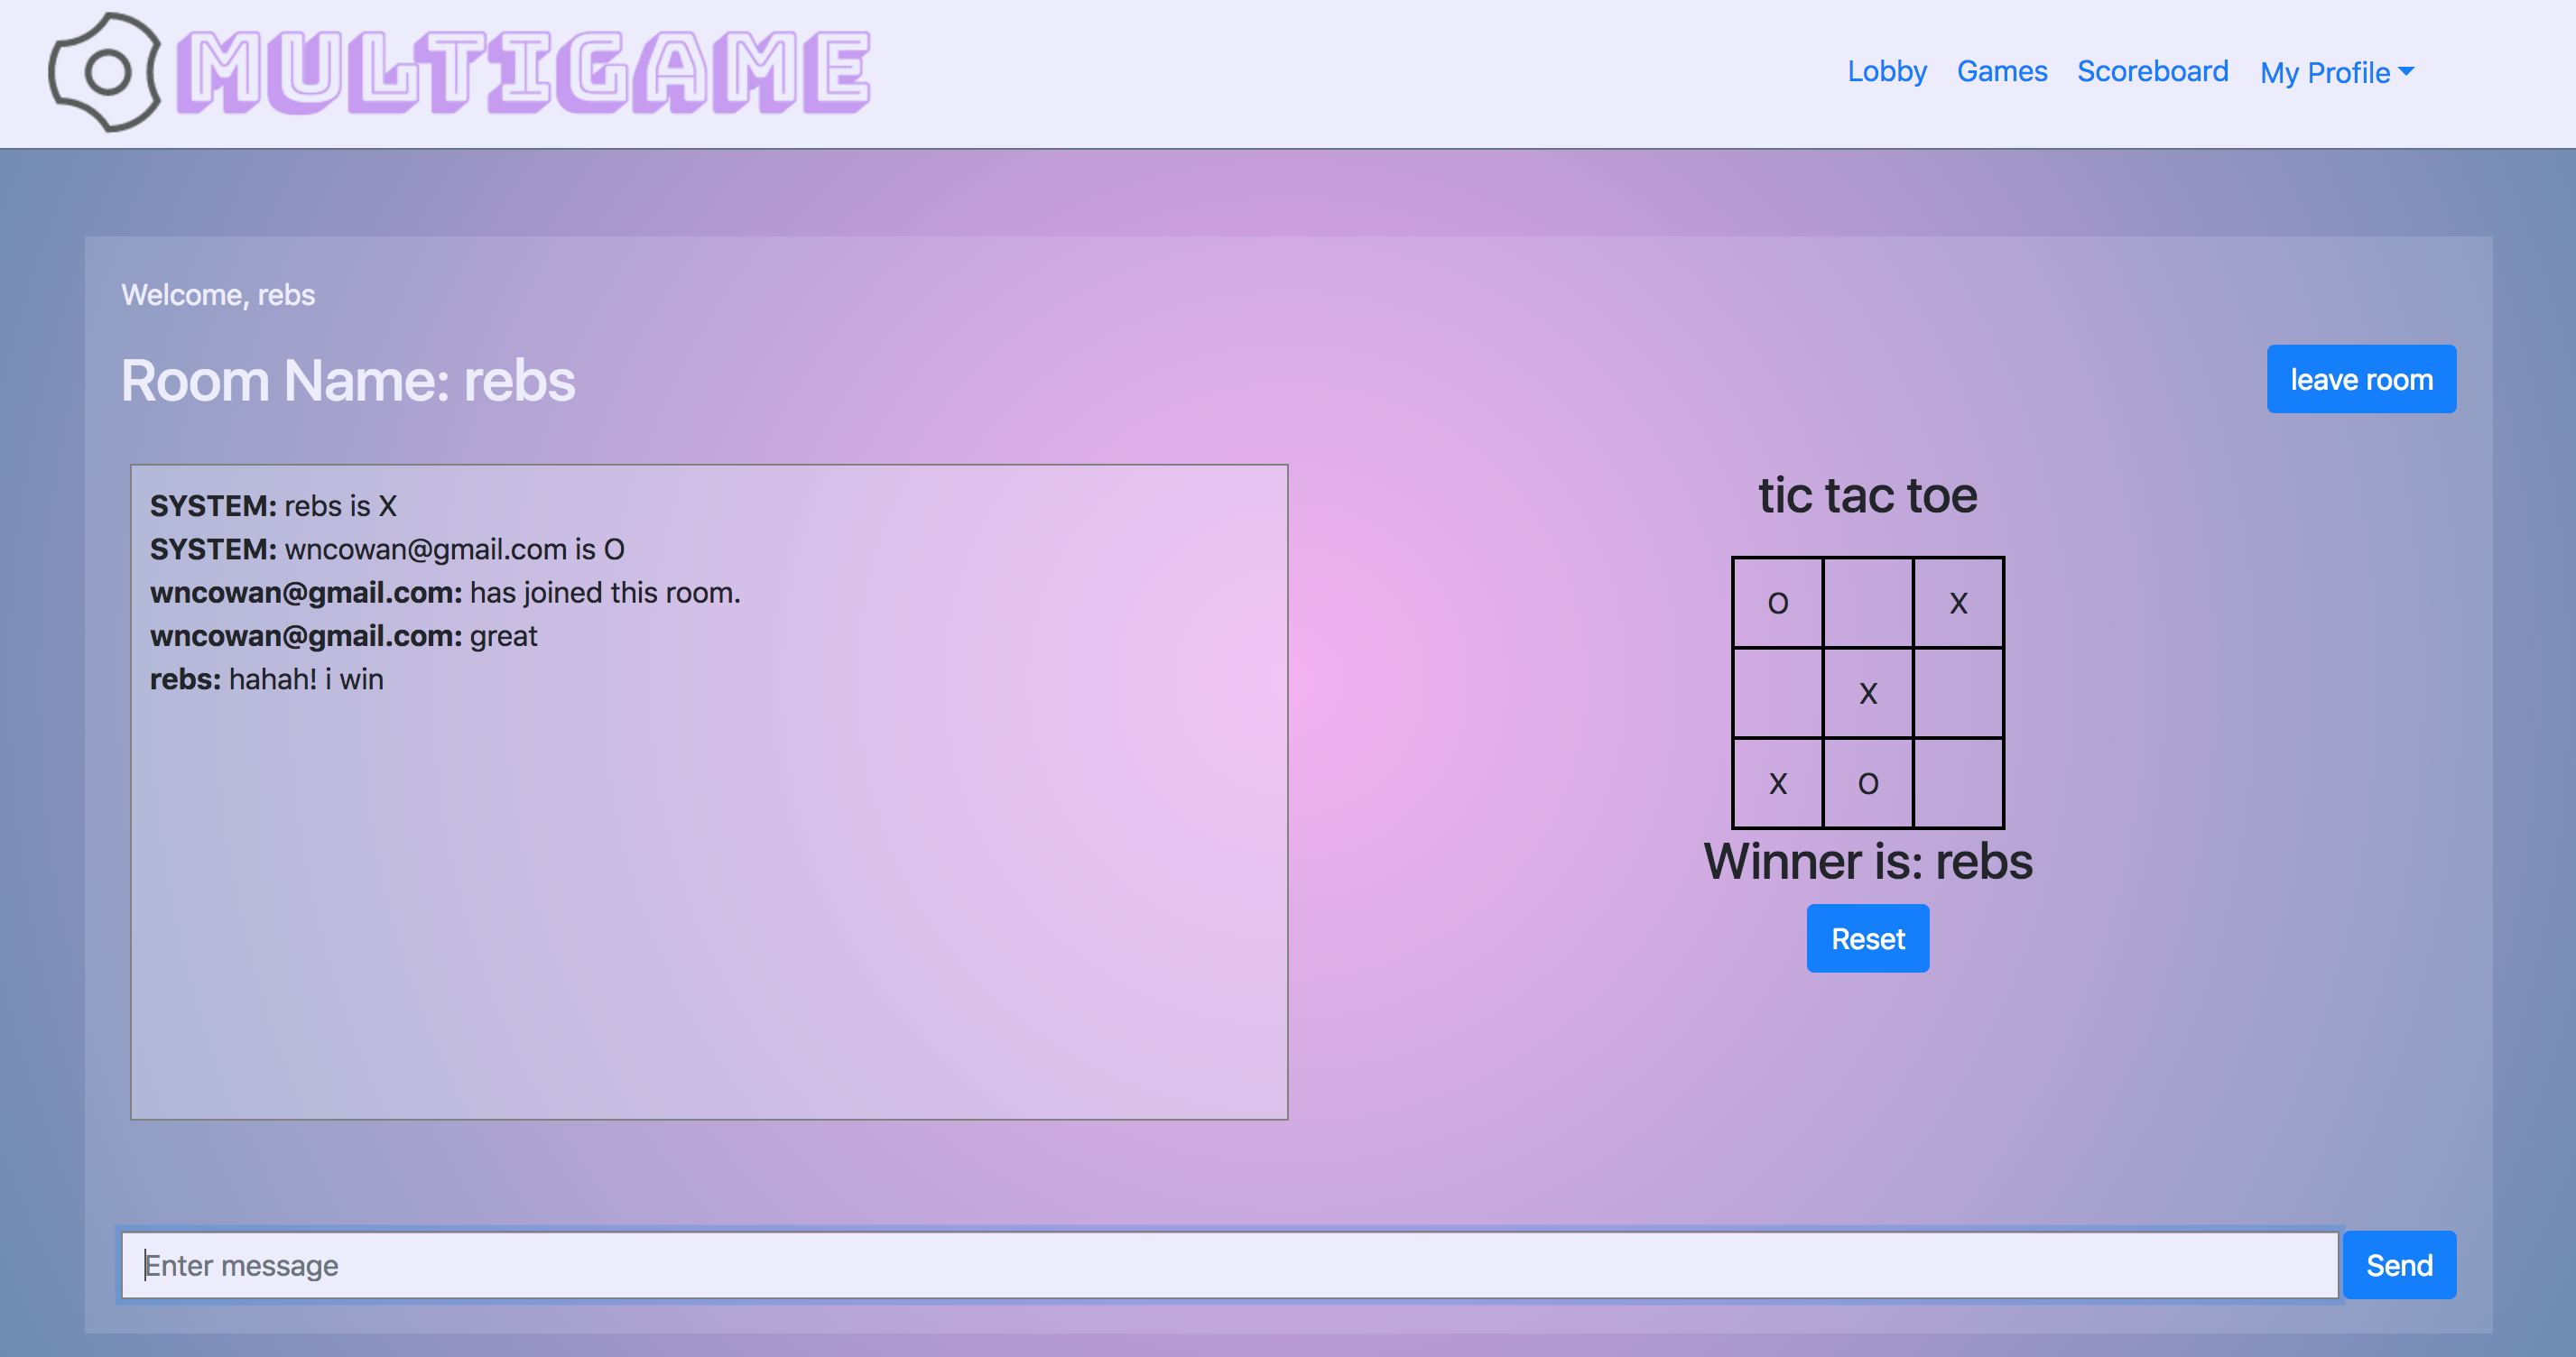 MULTIGAME
Lobby Games Scoreboard My Profile
Welcome, rebs
Room Name: rebs
leave room
SYSTEM: rebs is X
SYSTEM: wncowan@gmail.com is O
wncowan@gmail.com: has joined this room.
wncowan@gmail.com: great
rebs: hahah! i win
tic tac toe
O X
X
X O
Winner is: rebs
Reset
Enter message
Send